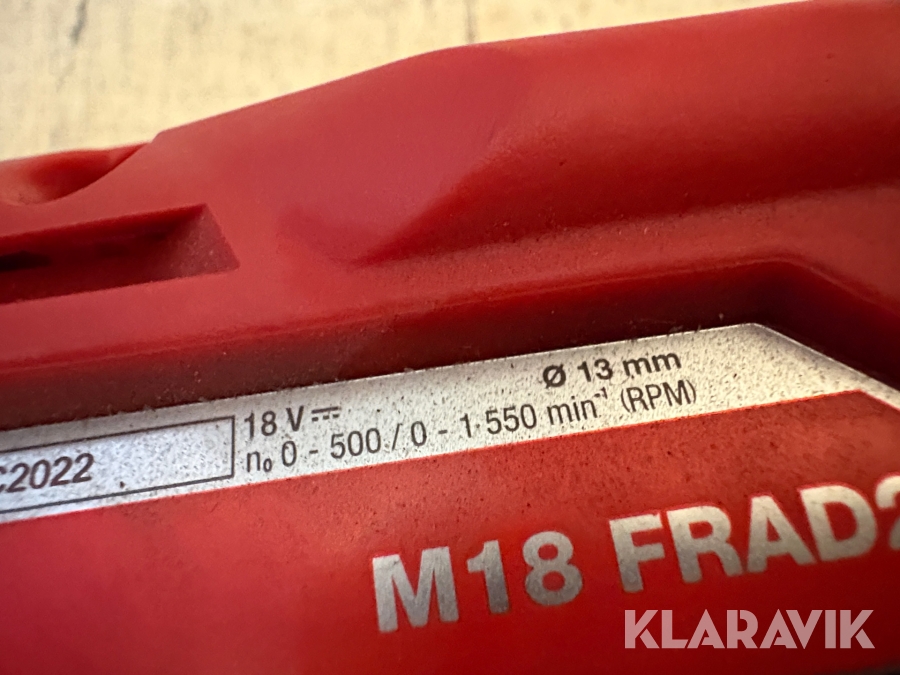 Ø 13 mm
18 V ⎓
n₀ 0 - 500 / 0 - 1·550 min⁻¹ (RPM)
C2022
M18 FRAD2
KLARAVIK